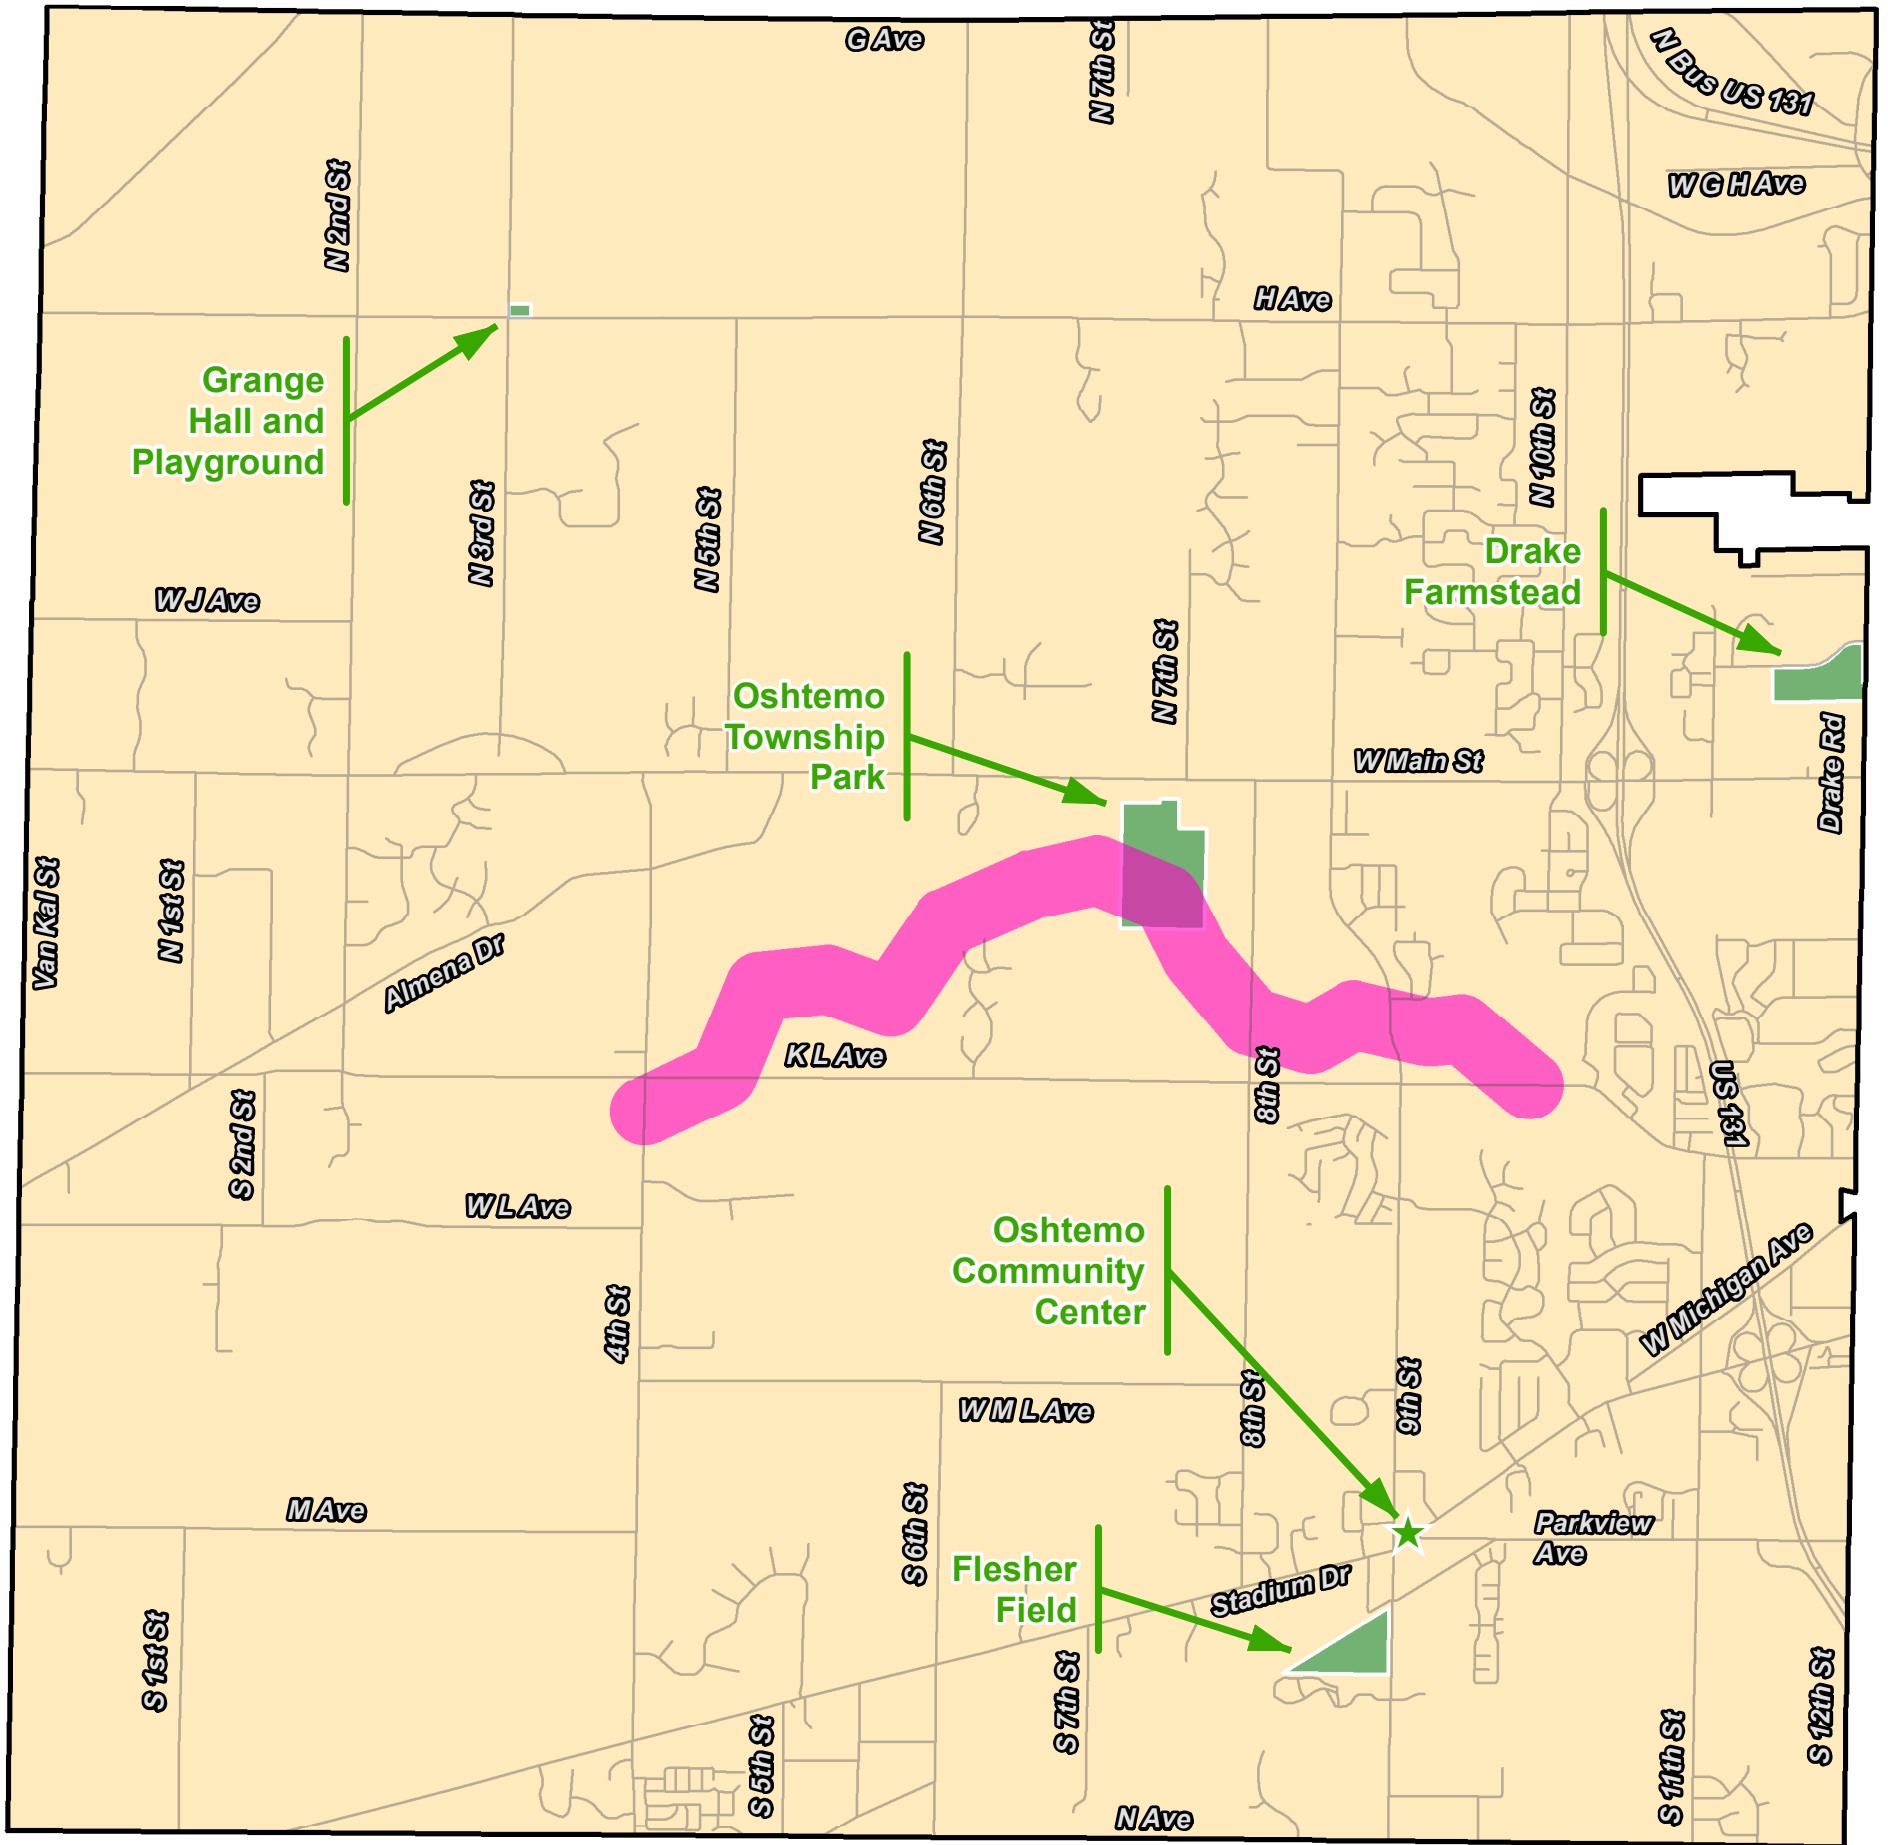 G Ave
N 7th St
N Bus US 131
W G H Ave
N 2nd St
H Ave
Grange
Hall and
Playground
N 3rd St
N 5th St
N 6th St
N 10th St
Drake
Farmstead
W J Ave
N 7th St
Oshtemo
Township
Park
W Main St
Drake Rd
Van Kal St
N 1st St
Almena Dr
K L Ave
8th St
US 131
S 2nd St
W L Ave
Oshtemo
Community
Center
W Michigan Ave
4th St
W M L Ave
8th St
9th St
M Ave
S 6th St
Parkview
Ave
Flesher
Field
Stadium Dr
S 1st St
S 7th St
S 5th St
S 11th St
S 12th St
N Ave